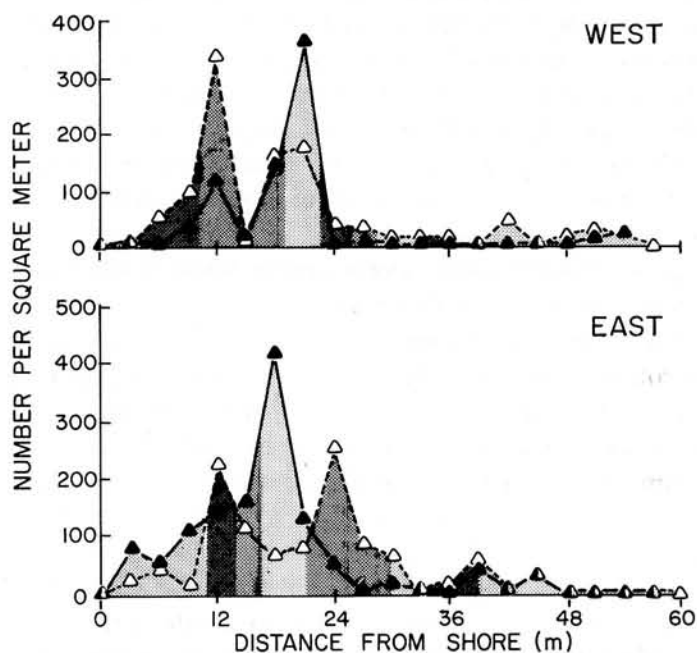 WEST
400
300
200
100
0
NUMBER PER SQUARE METER
EAST
500
400
300
200
100
0
0 12 24 36 48 60
DISTANCE FROM SHORE (m)